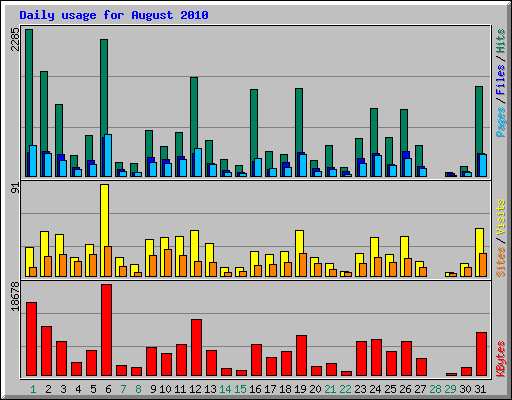 Daily usage for August 2010
2285
Pages / Files / Hits
91
Sites / Visits
18678
KBytes
1 2 3 4 5 6 7 8 9 10 11 12 13 14 15 16 17 18 19 20 21 22 23 24 25 26 27 28 29 30 31